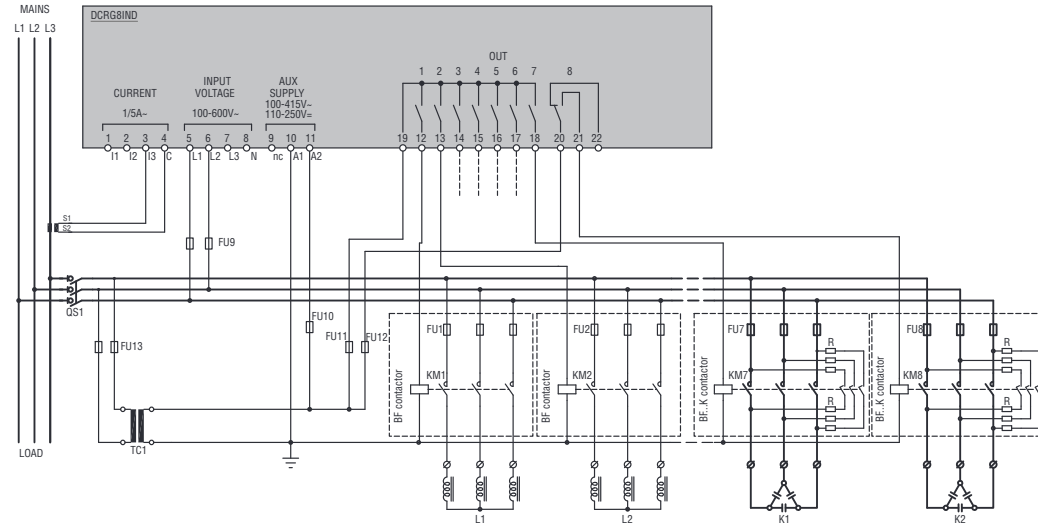 MAINS
L1 L2 L3
DCRG8IND
OUT
1 2 3 4 5 6 7 8
CURRENT
1/5A~
INPUT
VOLTAGE
100-600V~
AUX
SUPPLY
100-415V~
110-250V=
1 2 3 4 5 6 7 8 9 10 11 19 12 13 14 15 16 17 18 20 21 22
I1 I2 I3 C L1 L2 L3 N nc A1 A2
S1
S2
FU9
QS1
FU10
FU11
FU12
FU13
FU1
FU2
FU7
FU8
R
R
KM1
KM2
KM7
KM8
BF contactor
BF contactor
BF...K contactor
BF...K contactor
R
R
LOAD
TC1
L1
L2
K1
K2